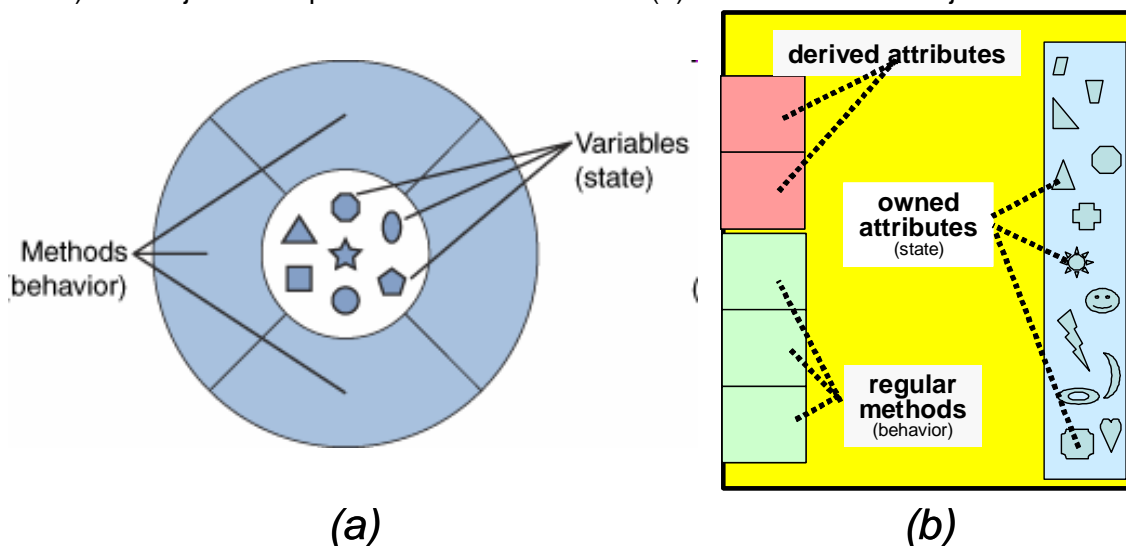 Methods
(behavior)
Variables
(state)
(a)
derived attributes
owned
attributes
(state)
regular
methods
(behavior)
(b)